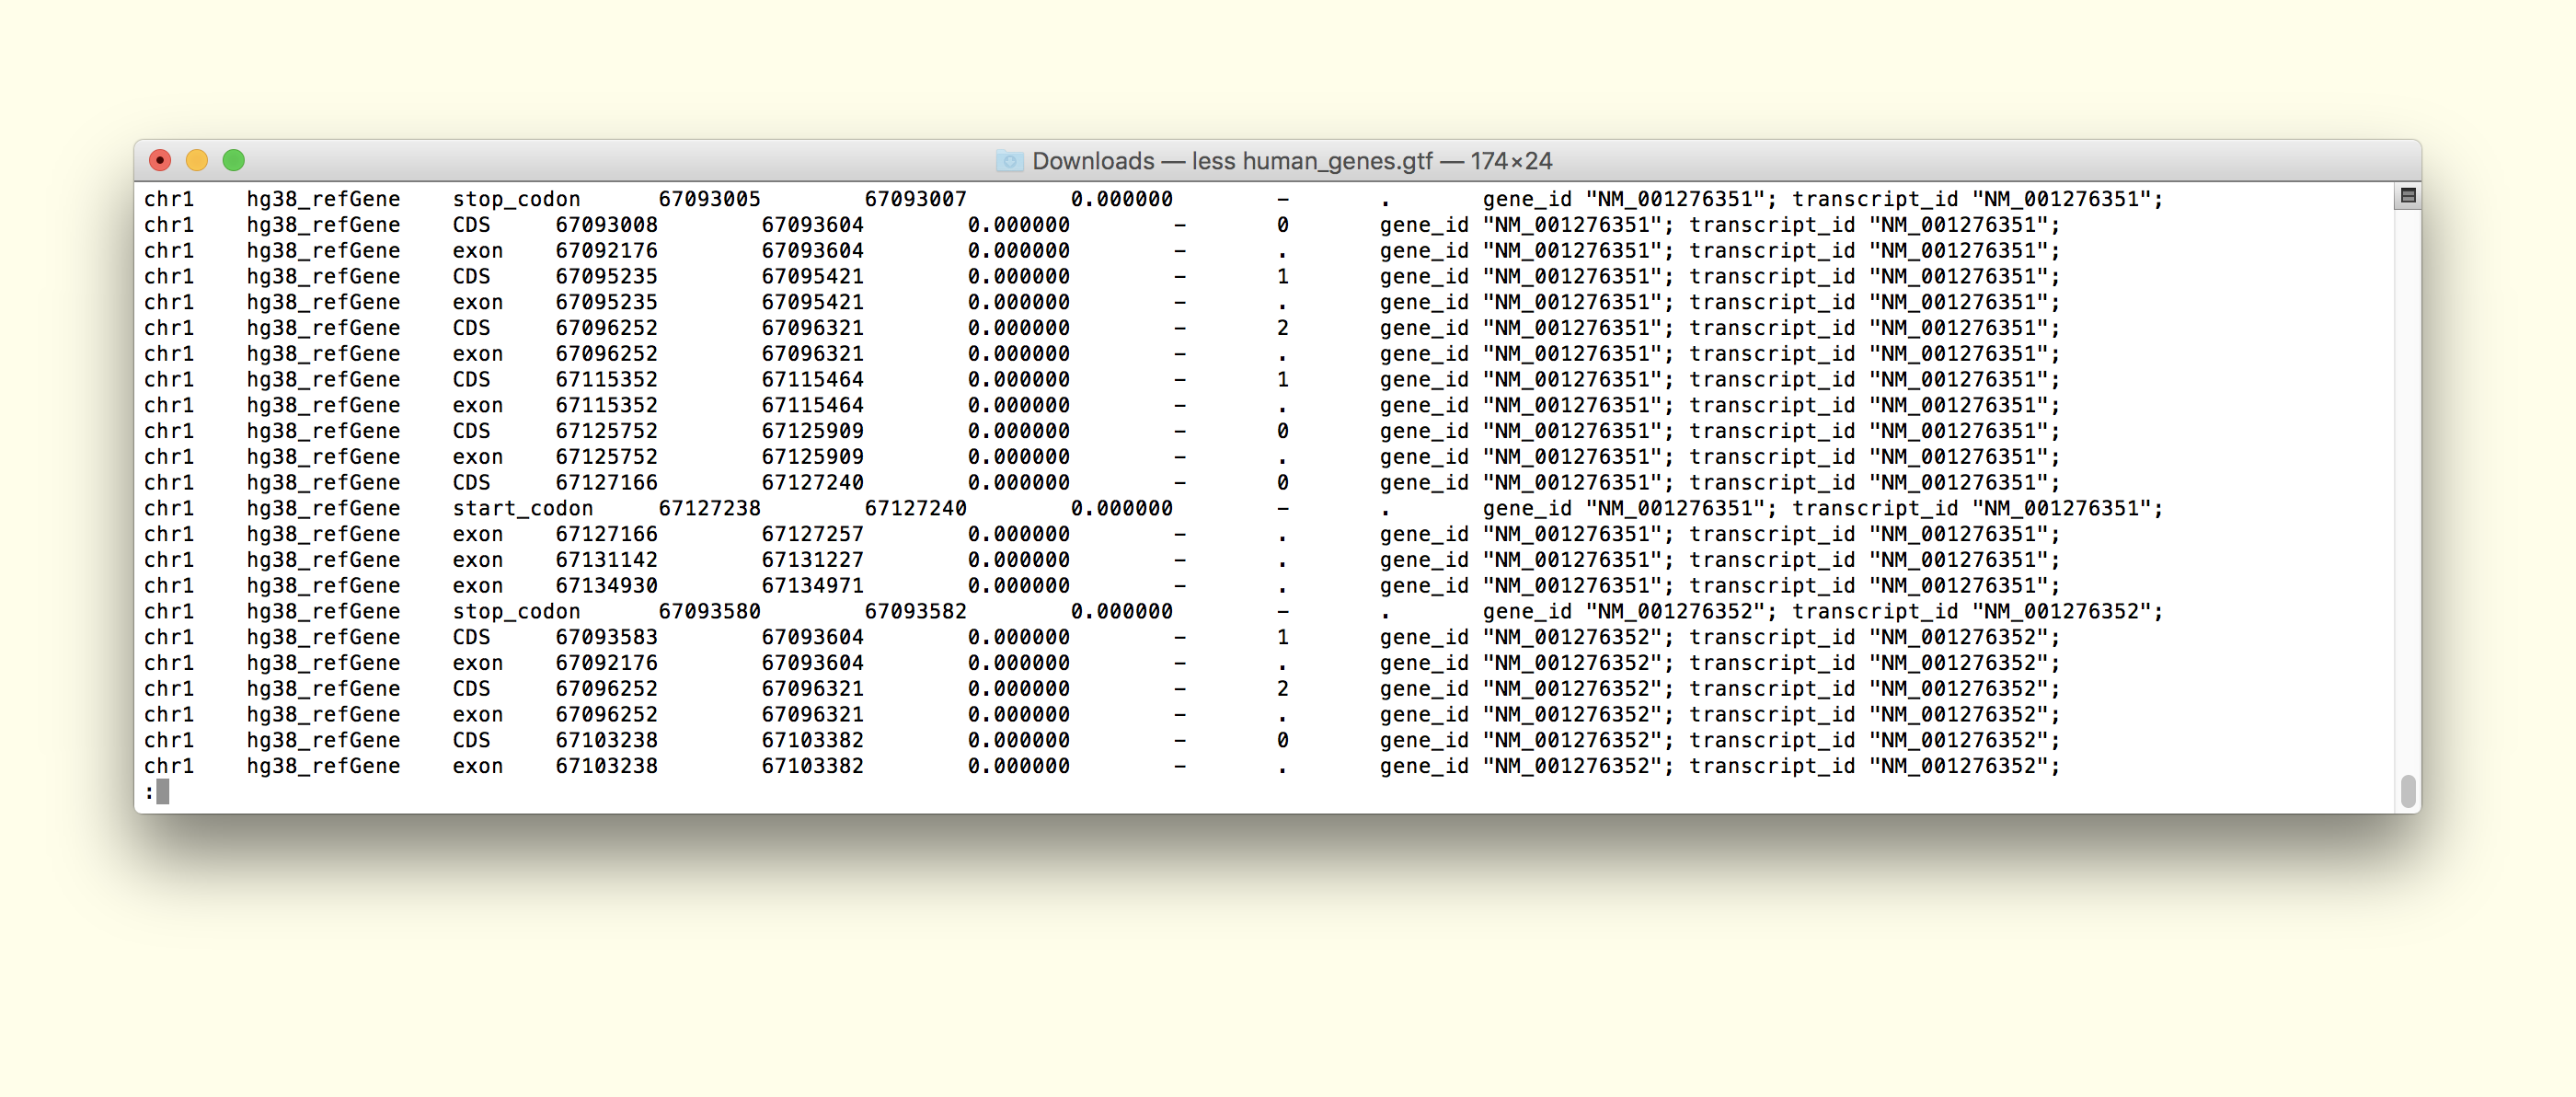 Downloads — less human_genes.gtf — 174×24
chr1 hg38_refGene stop_codon 67093005 67093007 0.000000 - . gene_id "NM_001276351"; transcript_id "NM_001276351";
chr1 hg38_refGene CDS 67093008 67093604 0.000000 - 0 gene_id "NM_001276351"; transcript_id "NM_001276351";
chr1 hg38_refGene exon 67092176 67093604 0.000000 - . gene_id "NM_001276351"; transcript_id "NM_001276351";
chr1 hg38_refGene CDS 67095235 67095421 0.000000 - 1 gene_id "NM_001276351"; transcript_id "NM_001276351";
chr1 hg38_refGene exon 67095235 67095421 0.000000 - . gene_id "NM_001276351"; transcript_id "NM_001276351";
chr1 hg38_refGene CDS 67096252 67096321 0.000000 - 2 gene_id "NM_001276351"; transcript_id "NM_001276351";
chr1 hg38_refGene exon 67096252 67096321 0.000000 - . gene_id "NM_001276351"; transcript_id "NM_001276351";
chr1 hg38_refGene CDS 67115352 67115464 0.000000 - 1 gene_id "NM_001276351"; transcript_id "NM_001276351";
chr1 hg38_refGene exon 67115352 67115464 0.000000 - . gene_id "NM_001276351"; transcript_id "NM_001276351";
chr1 hg38_refGene CDS 67125752 67125909 0.000000 - 0 gene_id "NM_001276351"; transcript_id "NM_001276351";
chr1 hg38_refGene exon 67125752 67125909 0.000000 - . gene_id "NM_001276351"; transcript_id "NM_001276351";
chr1 hg38_refGene CDS 67127166 67127240 0.000000 - 0 gene_id "NM_001276351"; transcript_id "NM_001276351";
chr1 hg38_refGene start_codon 67127238 67127240 0.000000 - . gene_id "NM_001276351"; transcript_id "NM_001276351";
chr1 hg38_refGene exon 67127166 67127257 0.000000 - . gene_id "NM_001276351"; transcript_id "NM_001276351";
chr1 hg38_refGene exon 67131142 67131227 0.000000 - . gene_id "NM_001276351"; transcript_id "NM_001276351";
chr1 hg38_refGene exon 67134930 67134971 0.000000 - . gene_id "NM_001276351"; transcript_id "NM_001276351";
chr1 hg38_refGene stop_codon 67093580 67093582 0.000000 - . gene_id "NM_001276352"; transcript_id "NM_001276352";
chr1 hg38_refGene CDS 67093583 67093604 0.000000 - 1 gene_id "NM_001276352"; transcript_id "NM_001276352";
chr1 hg38_refGene exon 67092176 67093604 0.000000 - . gene_id "NM_001276352"; transcript_id "NM_001276352";
chr1 hg38_refGene CDS 67096252 67096321 0.000000 - 2 gene_id "NM_001276352"; transcript_id "NM_001276352";
chr1 hg38_refGene exon 67096252 67096321 0.000000 - . gene_id "NM_001276352"; transcript_id "NM_001276352";
chr1 hg38_refGene CDS 67103238 67103382 0.000000 - 0 gene_id "NM_001276352"; transcript_id "NM_001276352";
chr1 hg38_refGene exon 67103238 67103382 0.000000 - . gene_id "NM_001276352"; transcript_id "NM_001276352";
: